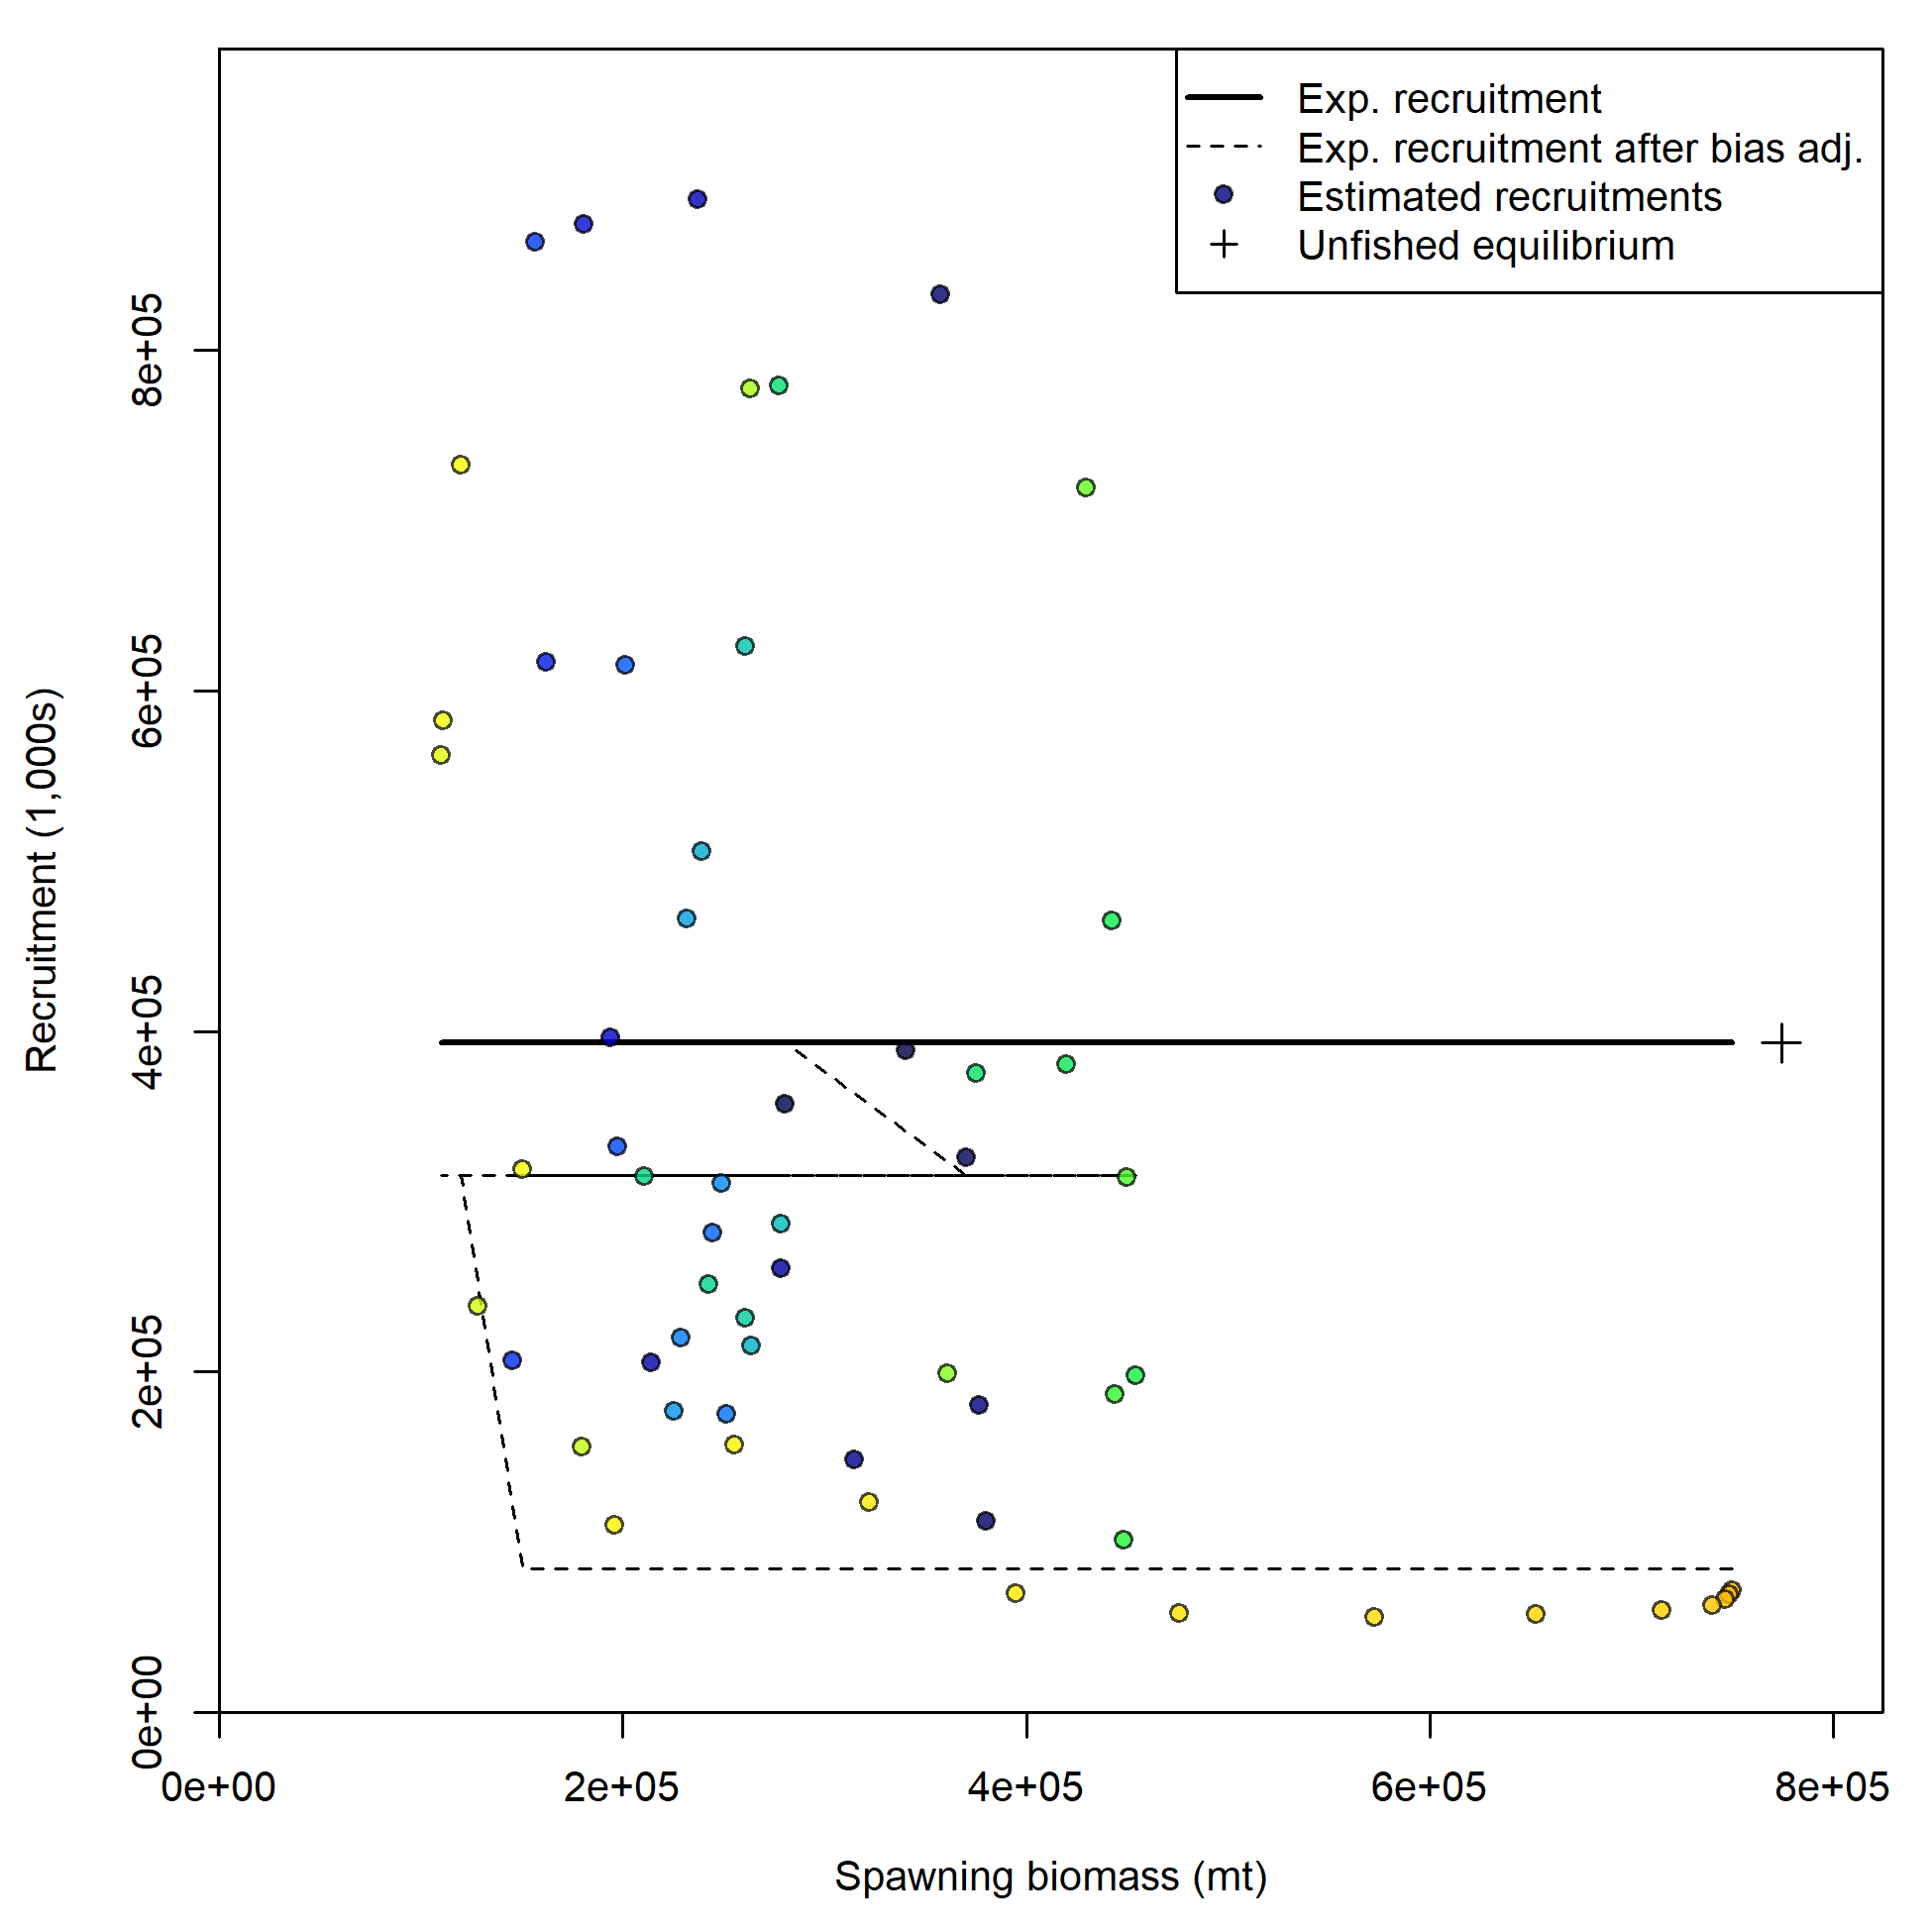 Exp. recruitment
Exp. recruitment after bias adj.
Estimated recruitments
Unfished equilibrium
Recruitment (1,000s)
8e+05
6e+05
4e+05
2e+05
0e+00
0e+00 2e+05 4e+05 6e+05 8e+05
Spawning biomass (mt)